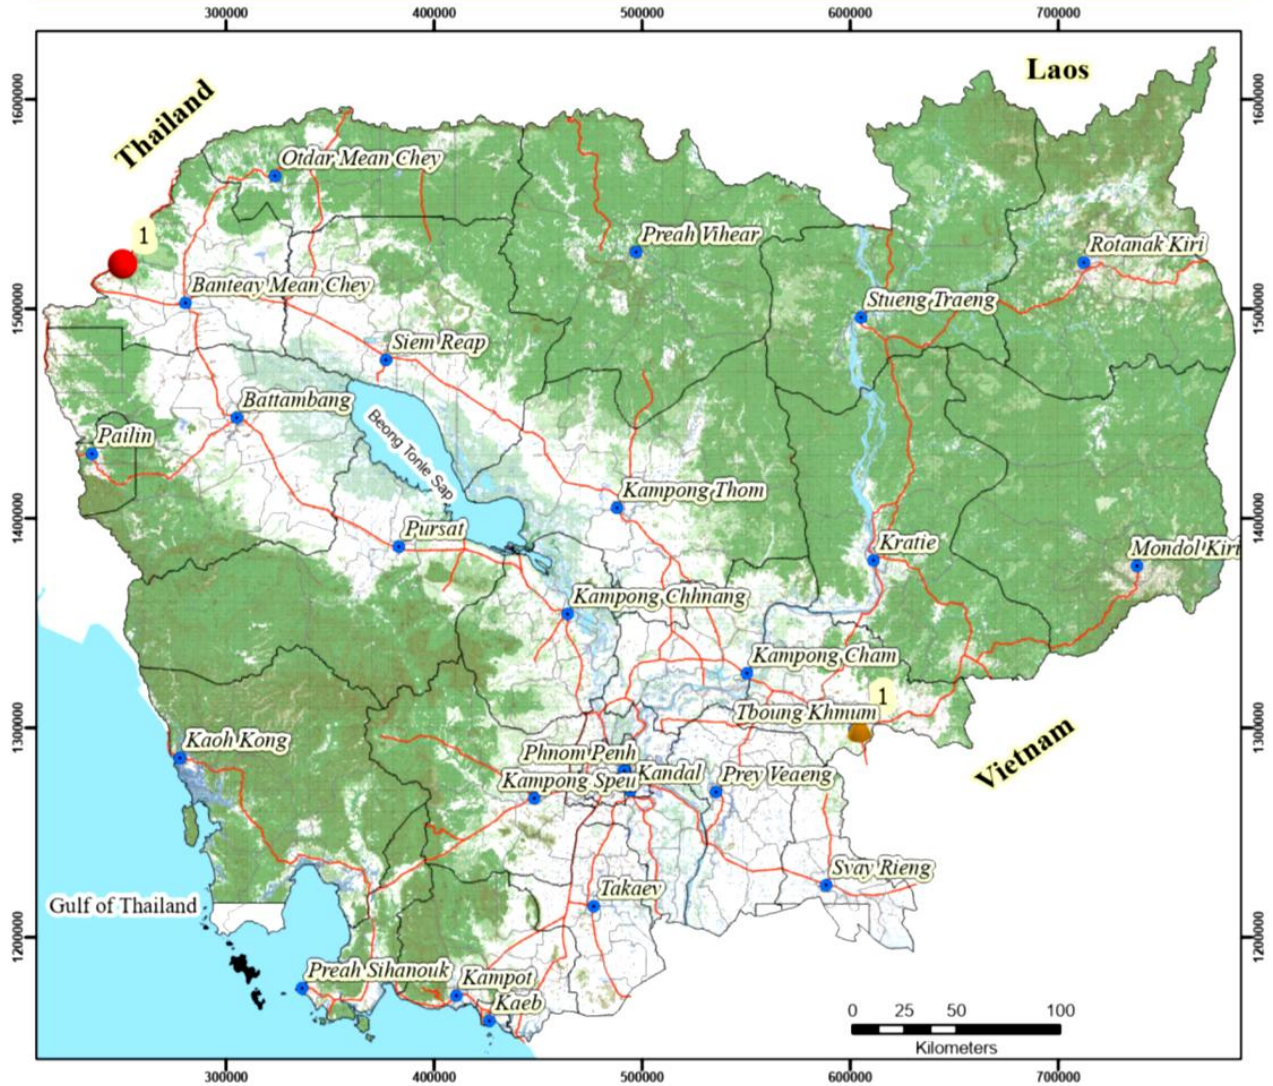 300000 400000 500000 600000 700000
Laos
1600000
1600000
Thailand
Otdar Mean Chey
1
Preah Vihear
Rotanak Kiri
Banteay Mean Chey
Stueng Traeng
1500000
1500000
Siem Reap
Battambang
Beong Tonle Sap
Pailin
Kampong Thom
1400000
1400000
Pursat
Kratie
Mondol Kiri
Kampong Chhnang
Kampong Cham
1
Tboung Khmum
1300000
1300000
Kaoh Kong
Vietnam
Phnom Penh
Kampong Speu
Kandal
Prey Veaeng
Svay Rieng
Takaev
Gulf of Thailand
1200000
1200000
Preah Sihanouk
Kampot
Kaeb
0 25 50 100
Kilometers
300000 400000 500000 600000 700000